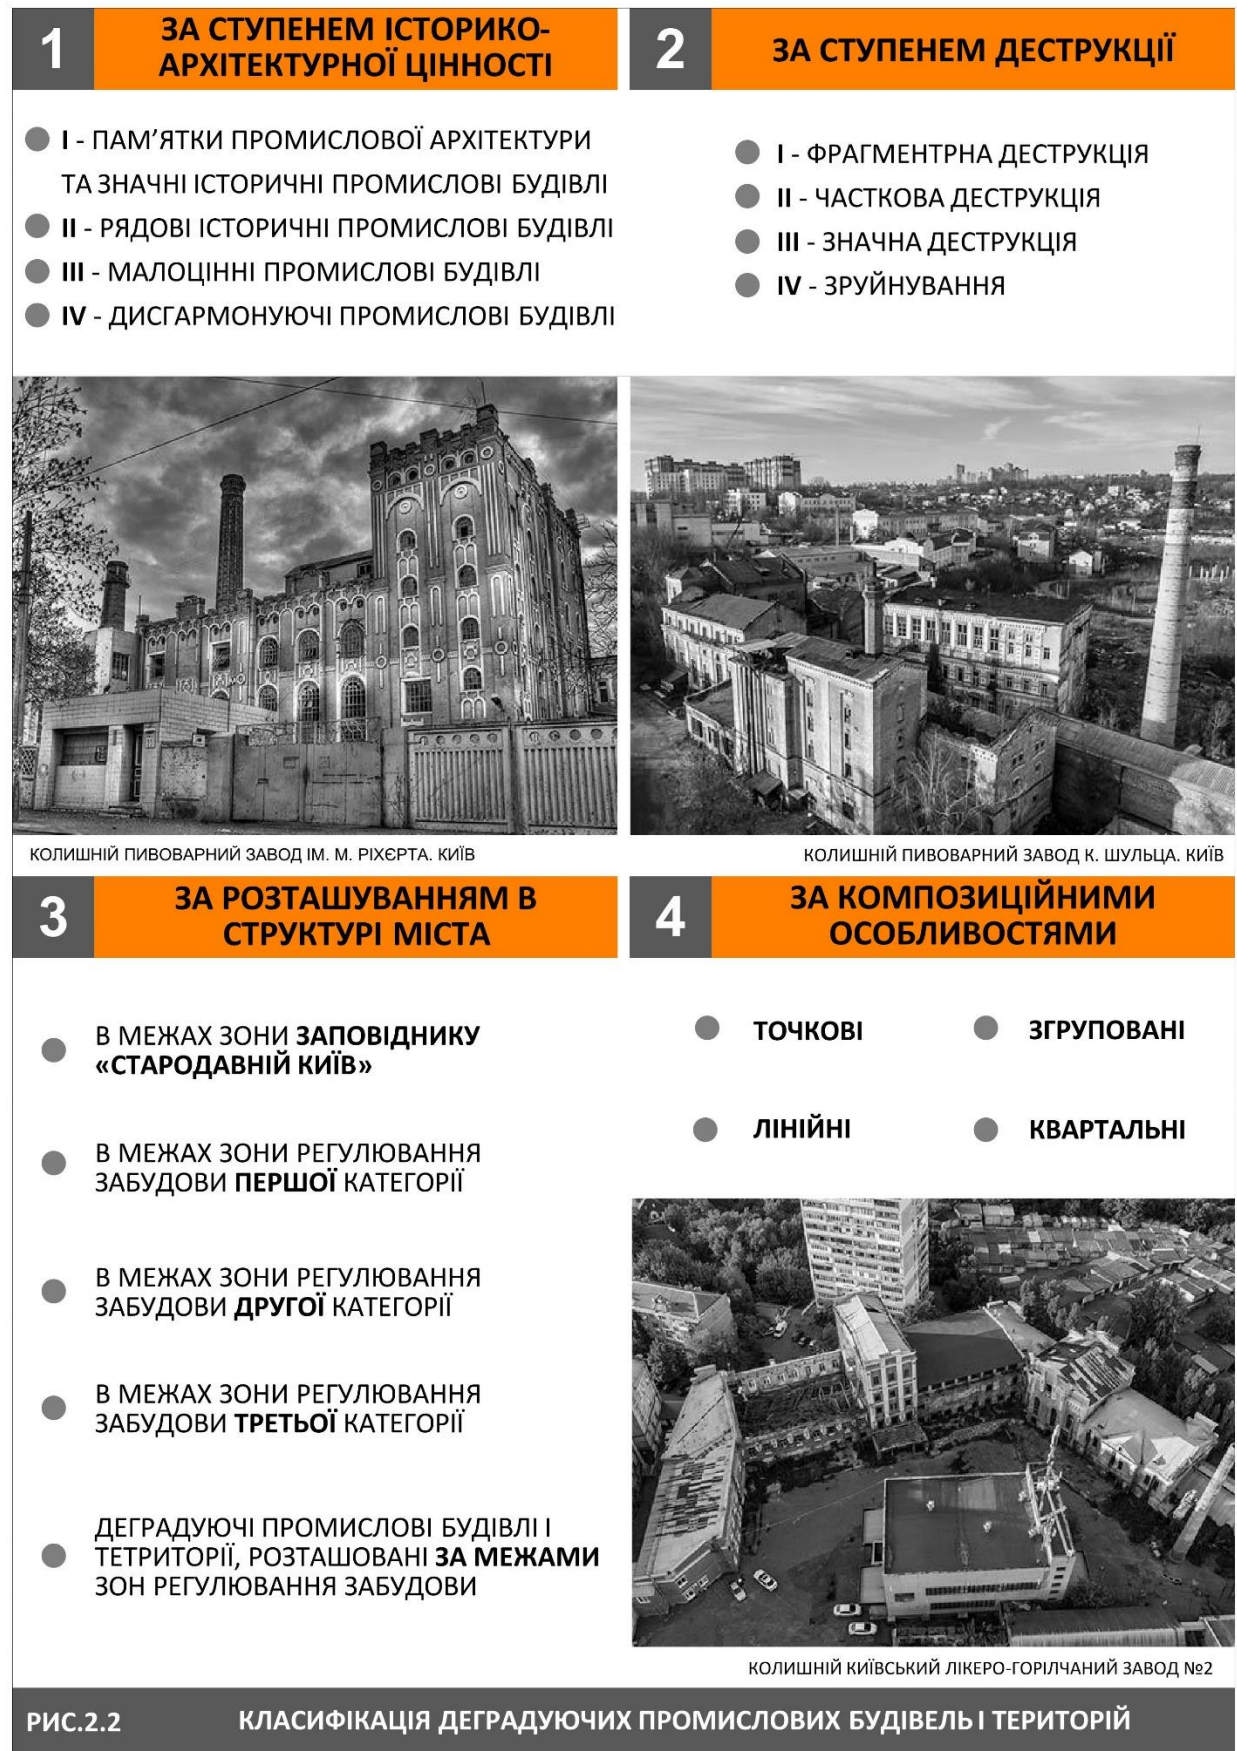 1
ЗА СТУПЕНЕМ ІСТОРИКО-
АРХІТЕКТУРНОЇ ЦІННОСТІ
I - ПАМ’ЯТКИ ПРОМИСЛОВОЇ АРХІТЕКТУРИ
ТА ЗНАЧНІ ІСТОРИЧНІ ПРОМИСЛОВІ БУДІВЛІ
II - РЯДОВІ ІСТОРИЧНІ ПРОМИСЛОВІ БУДІВЛІ
III - МАЛОЦІННІ ПРОМИСЛОВІ БУДІВЛІ
IV - ДИСГАРМОНУЮЧІ ПРОМИСЛОВІ БУДІВЛІ
КОЛИШНІЙ ПИВОВАРНИЙ ЗАВОД ІМ. М. РІХЄРТА. КИЇВ
2
ЗА СТУПЕНЕМ ДЕСТРУКЦІЇ
I - ФРАГМЕНТРНА ДЕСТРУКЦІЯ
II - ЧАСТКОВА ДЕСТРУКЦІЯ
III - ЗНАЧНА ДЕСТРУКЦІЯ
IV - ЗРУЙНУВАННЯ
КОЛИШНІЙ ПИВОВАРНИЙ ЗАВОД К. ШУЛЬЦА. КИЇВ
3
ЗА РОЗТАШУВАННЯМ В
СТРУКТУРІ МІСТА
В МЕЖАХ ЗОНИ ЗАПОВІДНИКУ
«СТАРОДАВНІЙ КИЇВ»
В МЕЖАХ ЗОНИ РЕГУЛЮВАННЯ
ЗАБУДОВИ ПЕРШОЇ КАТЕГОРІЇ
В МЕЖАХ ЗОНИ РЕГУЛЮВАННЯ
ЗАБУДОВИ ДРУГОЇ КАТЕГОРІЇ
В МЕЖАХ ЗОНИ РЕГУЛЮВАННЯ
ЗАБУДОВИ ТРЕТЬОЇ КАТЕГОРІЇ
ДЕГРАДУЮЧІ ПРОМИСЛОВІ БУДІВЛІ І
ТЕТРИТОРІЇ, РОЗТАШОВАНІ ЗА МЕЖАМИ
ЗОН РЕГУЛЮВАННЯ ЗАБУДОВИ
4
ЗА КОМПОЗИЦІЙНИМИ
ОСОБЛИВОСТЯМИ
ТОЧКОВІ
ЗГРУПОВАНІ
ЛІНІЙНІ
КВАРТАЛЬНІ
КОЛИШНІЙ КИЇВСЬКИЙ ЛІКЕРО-ГОРІЛЧАНИЙ ЗАВОД №2
РИС.2.2
КЛАСИФІКАЦІЯ ДЕГРАДУЮЧИХ ПРОМИСЛОВИХ БУДІВЕЛЬ І ТЕРИТОРІЙ